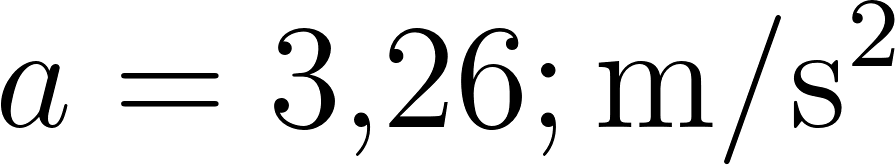 a = 3,26; m/s²